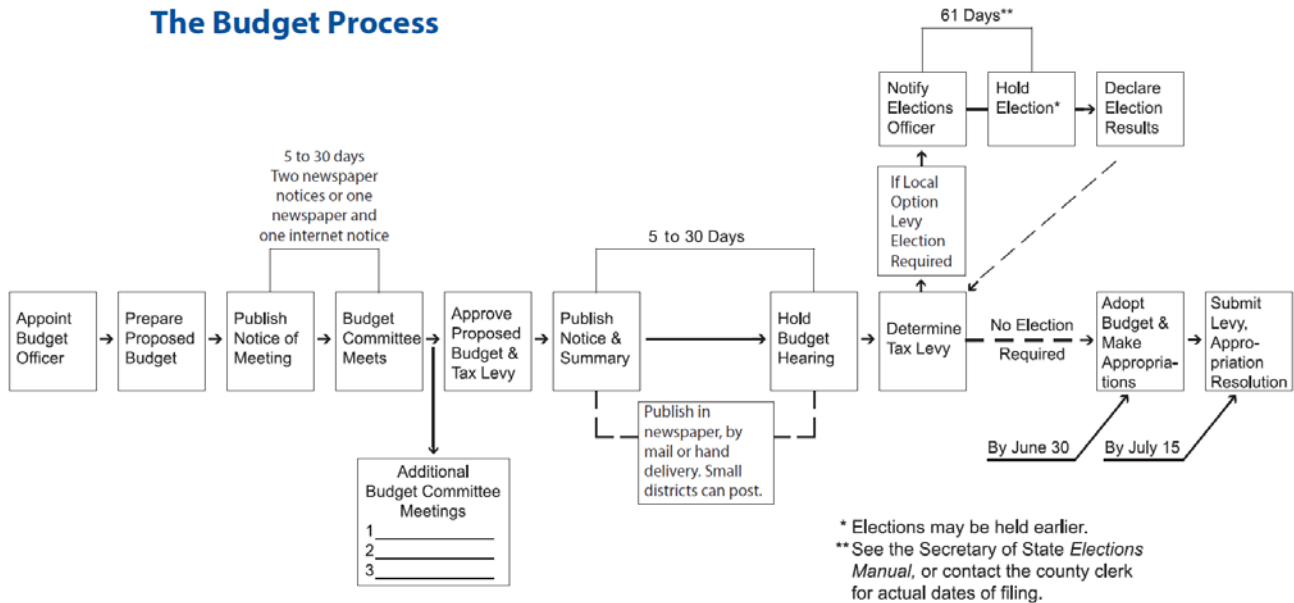 The Budget Process
61 Days**
Notify
Elections
Officer
Hold
Election*
Declare
Election
Results
5 to 30 days
Two newspaper
notices or one
newspaper and
one internet notice
If Local
Option
Levy
Election
Required
5 to 30 Days
Appoint
Budget
Officer
Prepare
Proposed
Budget
Publish
Notice of
Meeting
Budget
Committee
Meets
Approve
Proposed
Budget &
Tax Levy
Publish
Notice &
Summary
Hold
Budget
Hearing
Determine
Tax Levy
No Election
Required
Adopt
Budget &
Make
Appropria-
tions
Submit
Levy,
Appro-
priation
Resolution
Publish in
newspaper, by
mail or hand
delivery. Small
districts can post.
By June 30
By July 15
Additional
Budget Committee
Meetings
1
2
3
* Elections may be held earlier.
** See the Secretary of State Elections
Manual, or contact the county clerk
for actual dates of filing.